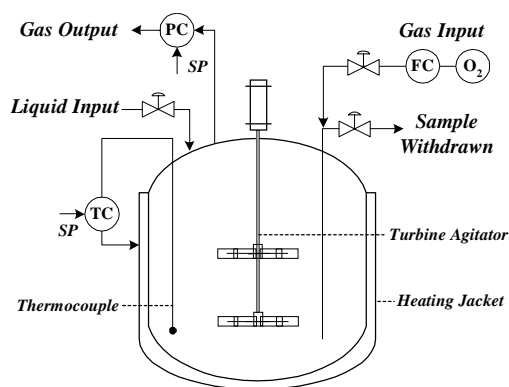 Gas Output
PC
SP
Gas Input
FC
O2
Liquid Input
Sample
Withdrawn
TC
SP
Turbine Agitator
Thermocouple
Heating Jacket